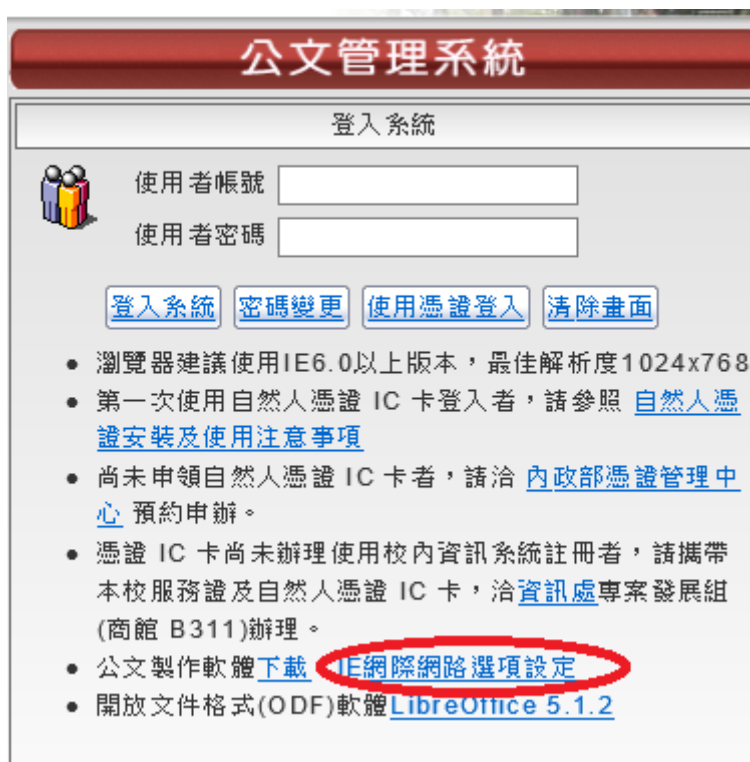 公文管理系統
登入系統
使用者帳號
使用者密碼
登入系統 密碼變更 使用憑證登入 清除畫面
瀏覽器建議使用IE6.0以上版本，最佳解析度1024x768
第一次使用自然人憑證 IC 卡登入者，請參照 自然人憑
證安裝及使用注意事項
尚未申領自然人憑證 IC 卡者，請洽 內政部憑證管理中
心 預約申辦。
憑證 IC 卡尚未辦理使用校內資訊系統註冊者，請攜帶
本校服務證及自然人憑證 IC 卡，洽資訊處專案發展組
(商館 B311)辦理。
公文製作軟體下載 IE網際網路選項設定
開放文件格式(ODF)軟體LibreOffice 5.1.2